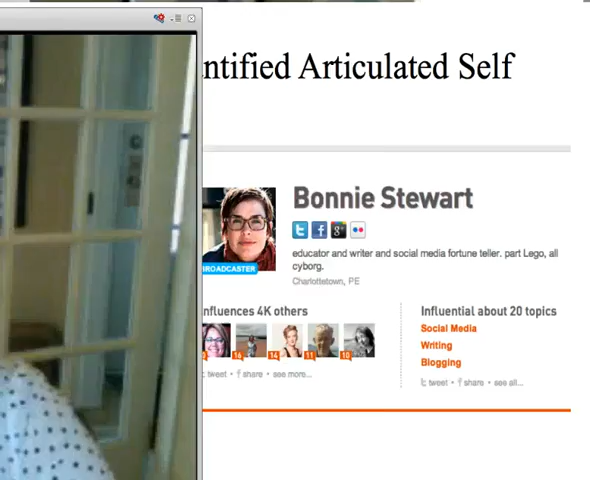 ntified Articulated Self
Bonnie Stewart
educator and writer and social media fortune teller. part Lego, all
cyborg.
Charlottetown, PE
BROADCASTER
nfluences 4K others
Influential about 20 topics
Social Media
Writing
Blogging
16 14 11 10
tweet • share • see more...
tweet • share • see all...